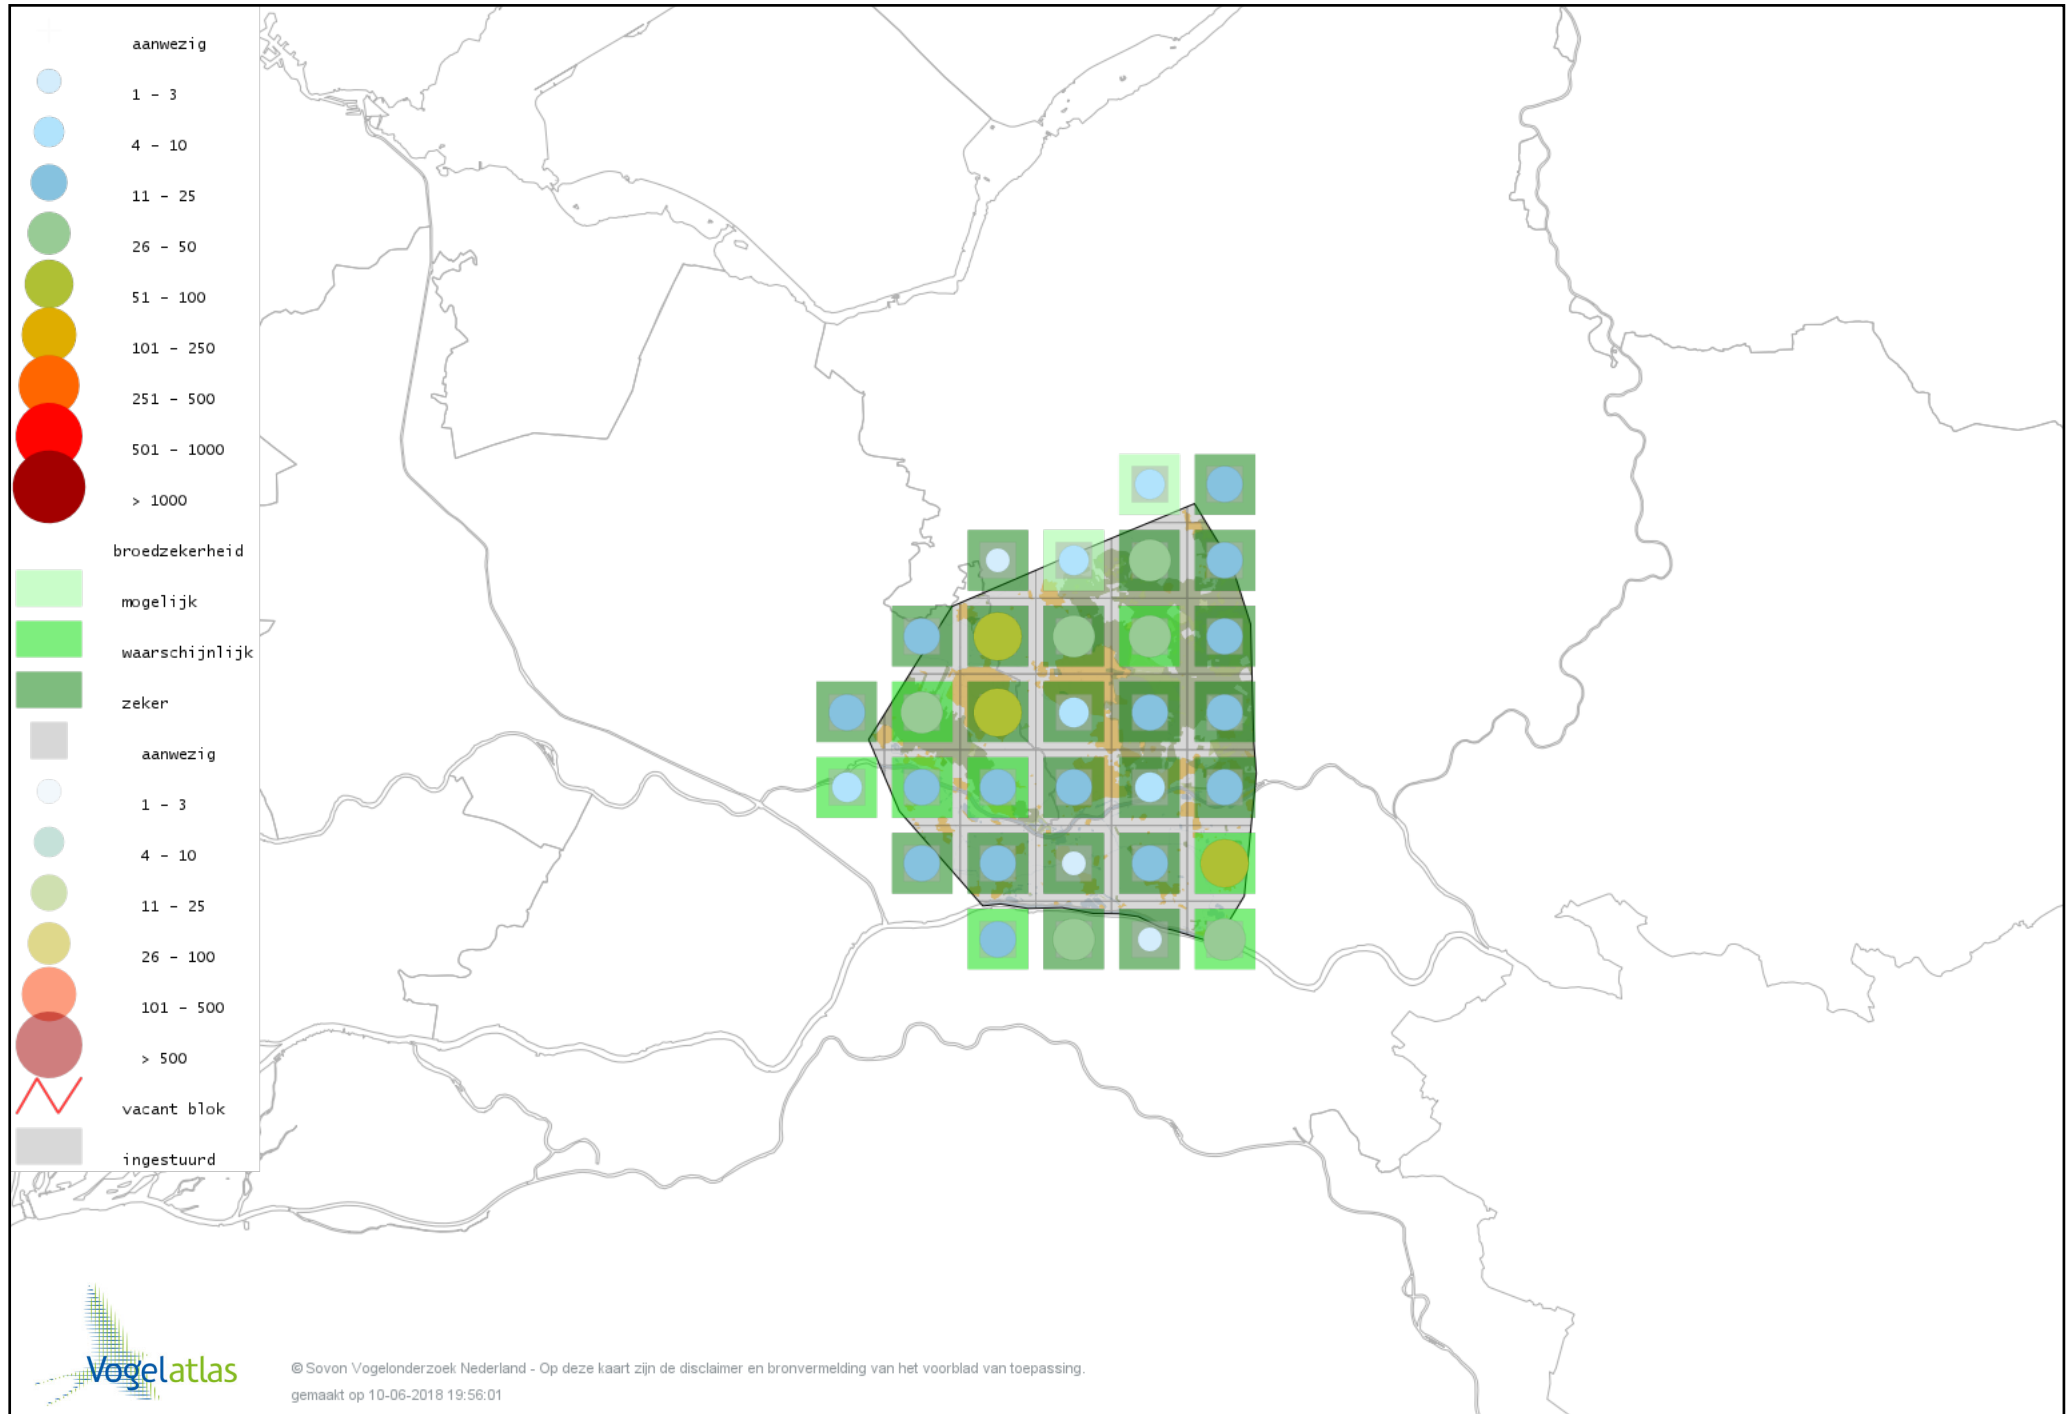 aanwezig
1 - 3
4 - 10
11 - 25
26 - 50
51 - 100
101 - 250
251 - 500
501 - 1000
> 1000
broedzekerheid
mogelijk
waarschijnlijk
zeker
aanwezig
1 - 3
4 - 10
11 - 25
26 - 100
101 - 500
> 500
vacant blok
ingestuurd
Vogelatlas
© Sovon Vogelonderzoek Nederland - Op deze kaart zijn de disclaimer en bronvermelding van het voorblad van toepassing.
gemaakt op 10-06-2018 19:56:01